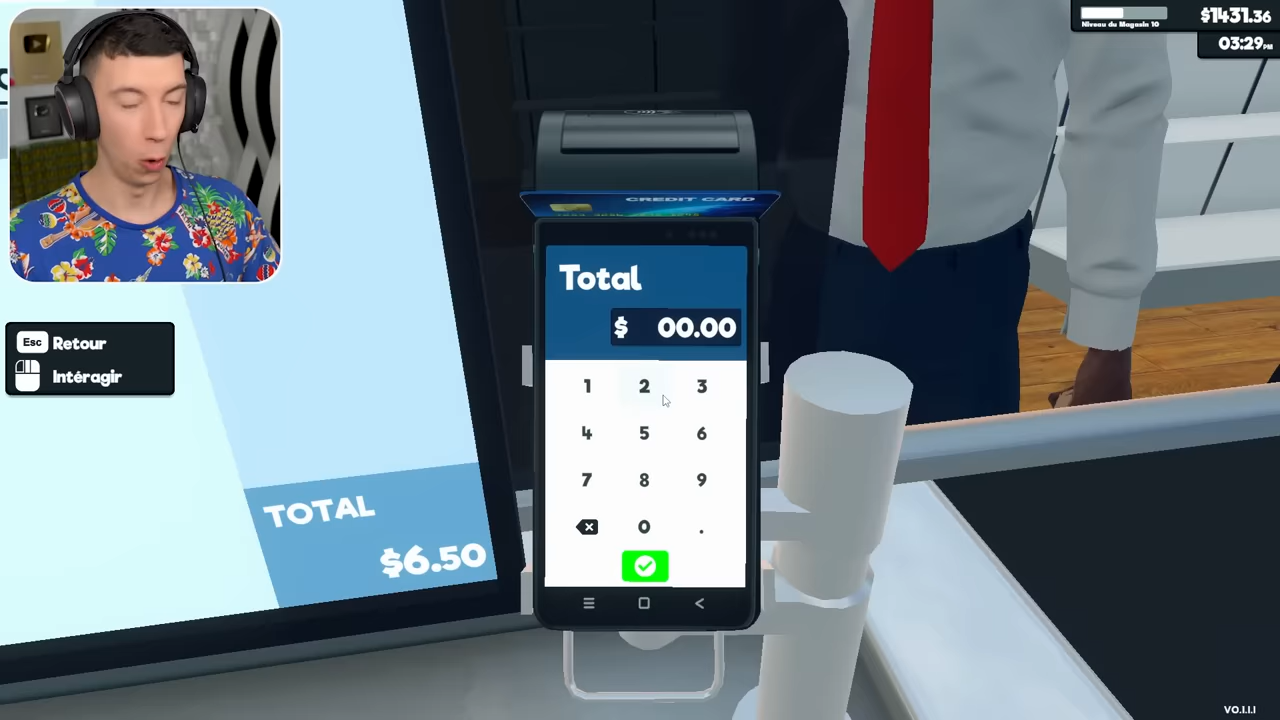 $1431.36
Niveau du Magasin 10
03:29PM
CREDIT CARD
Total
$ 00.00
Esc Retour
Intéragir
1 2 3
4 5 6
7 8 9
0 .
TOTAL
$6.50
V0.1.1.1